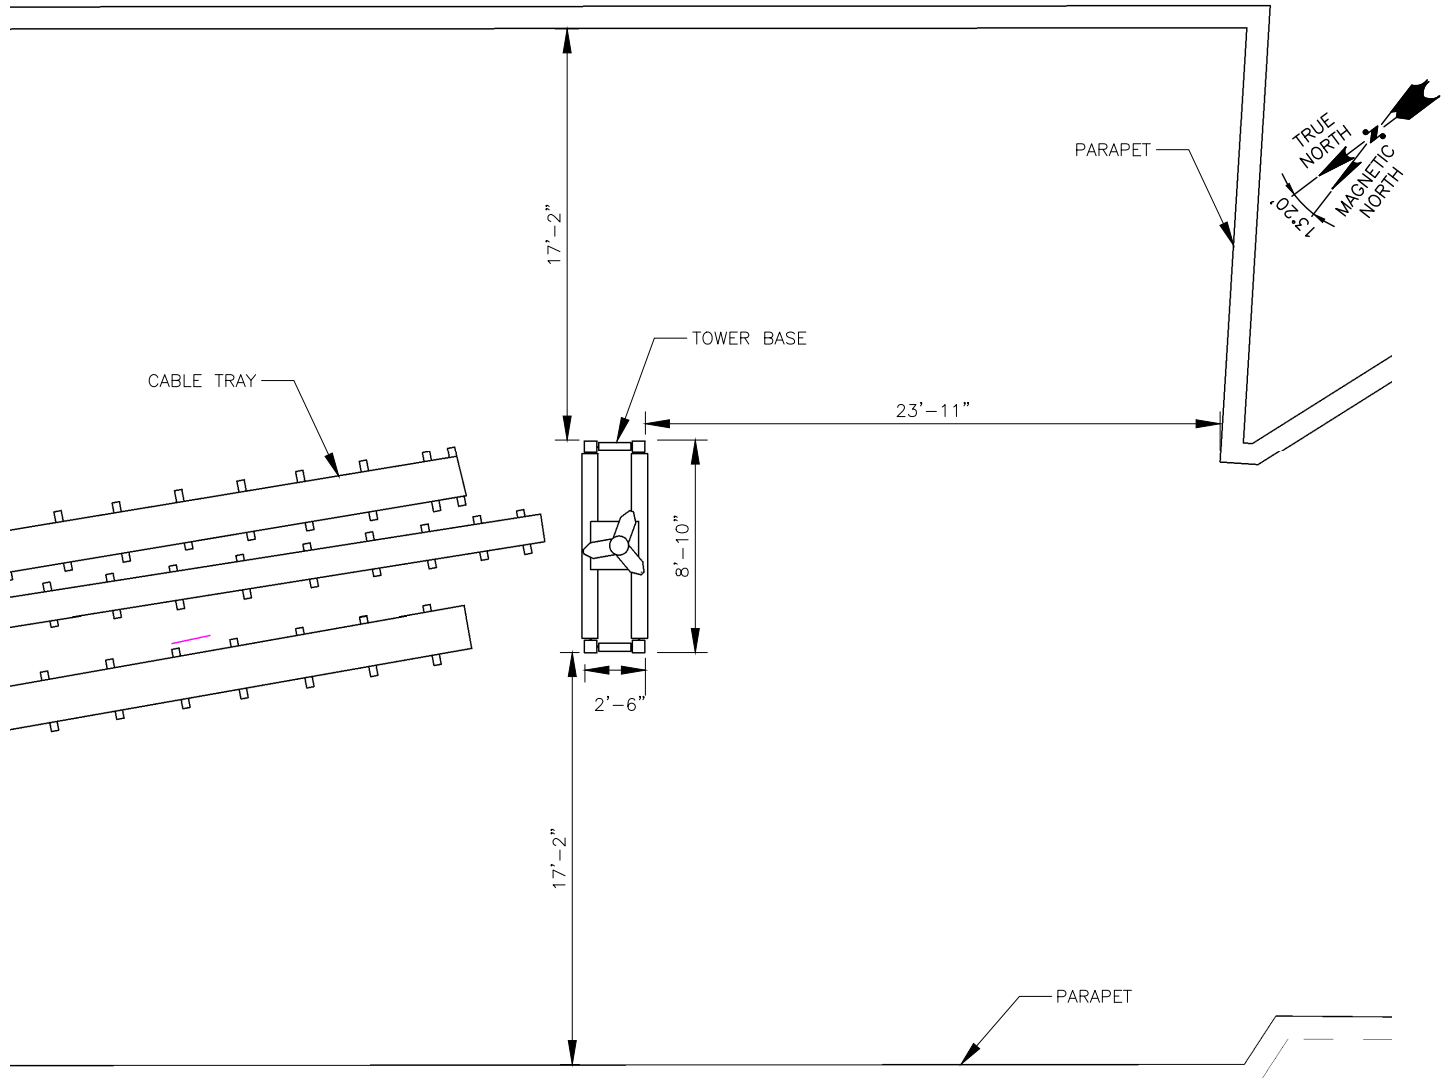 TRUE
NORTH
MAGNETIC
NORTH
13°20'
PARAPET
17'-2"
TOWER BASE
CABLE TRAY
23'-11"
8'-10"
2'-6"
17'-2"
PARAPET